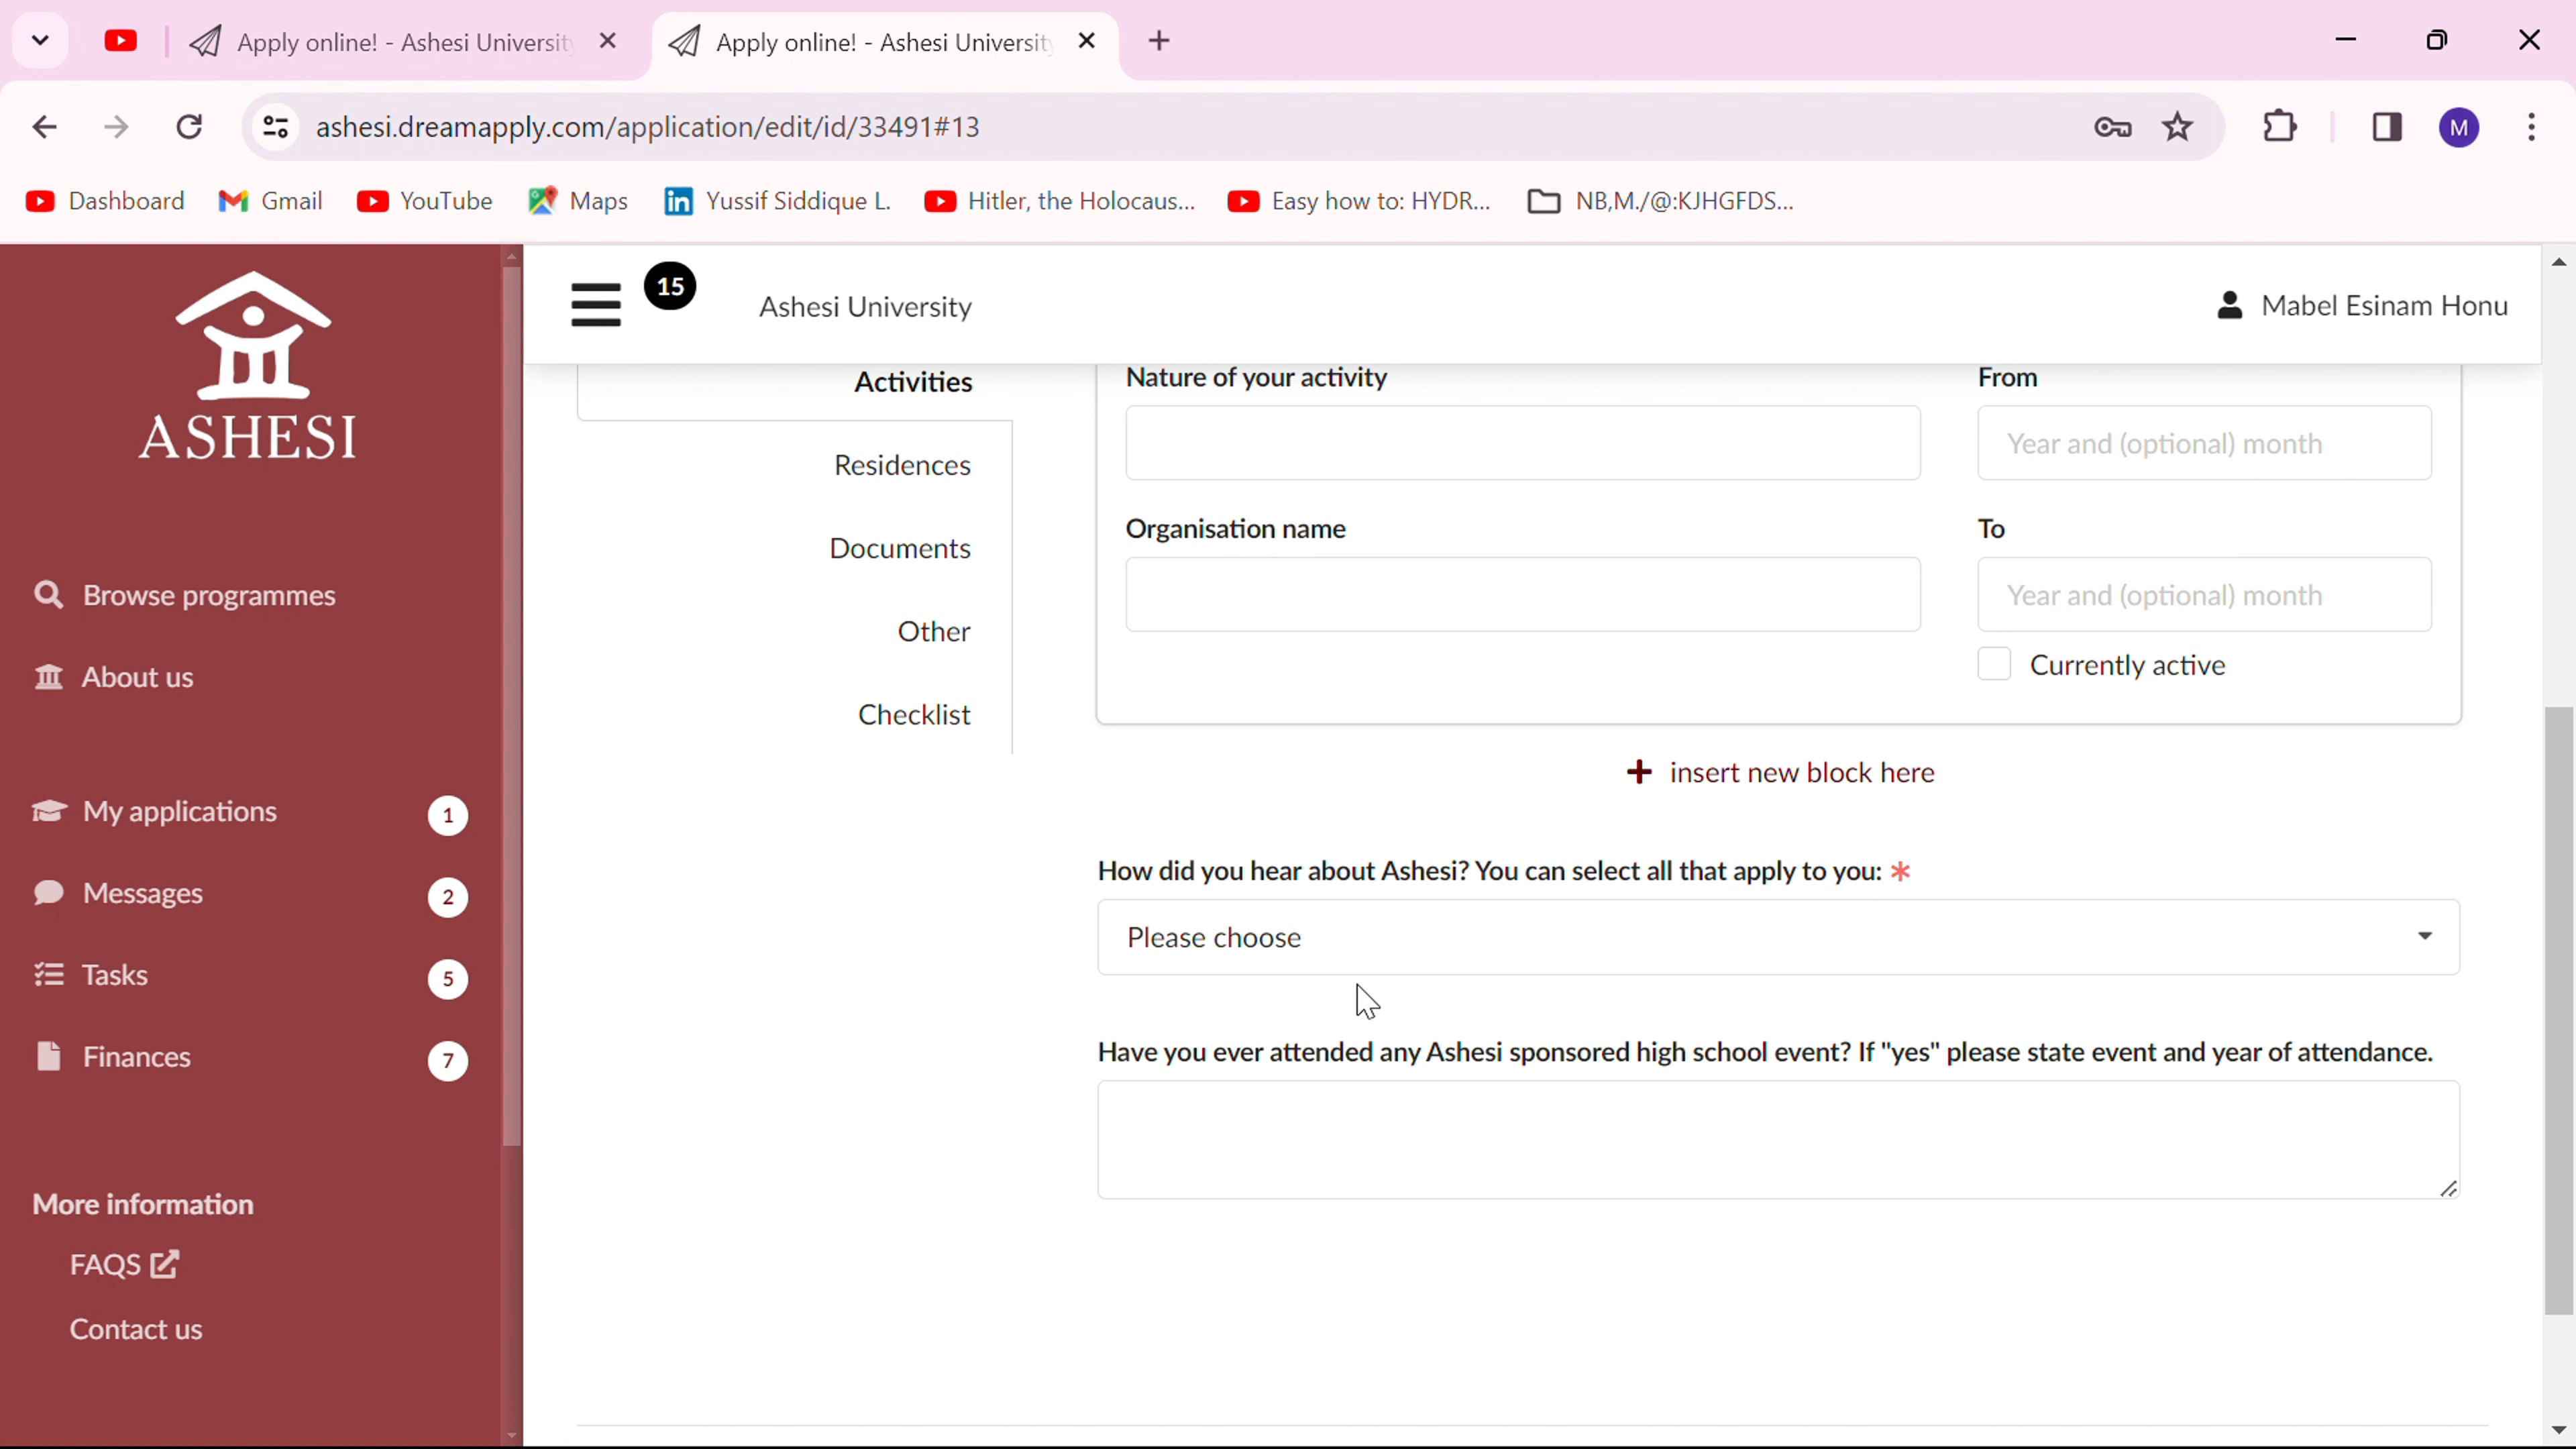 Apply online! - Ashesi University
Apply online! - Ashesi University
ashesi.dreamapply.com/application/edit/id/33491#13
M
Dashboard
Gmail
YouTube
Maps
Yussif Siddique L.
Hitler, the Holocaus...
Easy how to: HYDR...
NB,M./@:KJHGFDS...
ASHESI
Browse programmes
About us
My applications 1
Messages 2
Tasks 5
Finances 7
More information
FAQS
Contact us
15
Ashesi University
Mabel Esinam Honu
Activities
Residences
Documents
Other
Checklist
Nature of your activity
From
Year and (optional) month
Organisation name
To
Year and (optional) month
Currently active
+ insert new block here
How did you hear about Ashesi? You can select all that apply to you: *
Please choose
Have you ever attended any Ashesi sponsored high school event? If "yes" please state event and year of attendance.